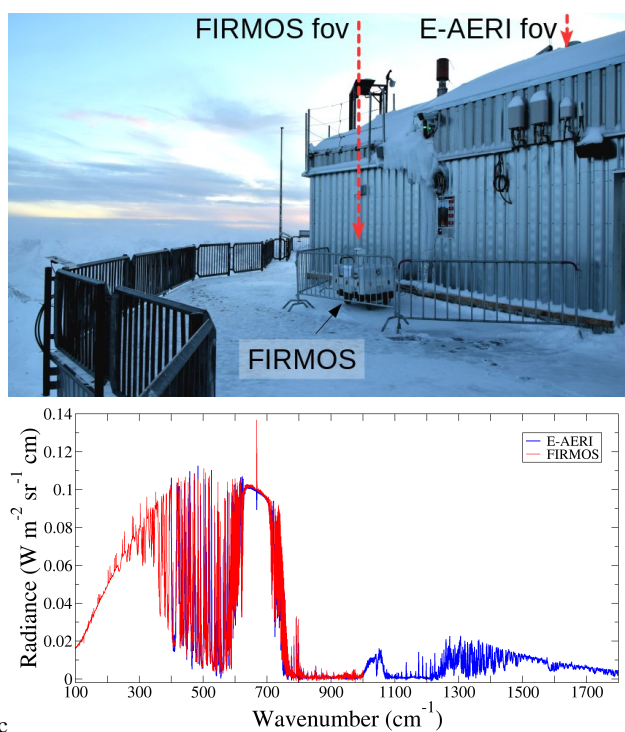 FIRMOS fov E-AERI fov
FIRMOS
0.14
0.12
0.1
0.08
0.06
0.04
0.02
0
Radiance (W m-2 sr-1 cm)
E-AERI
FIRMOS
100 300 500 700 900 1100 1300 1500 1700
Wavenumber (cm-1)
c